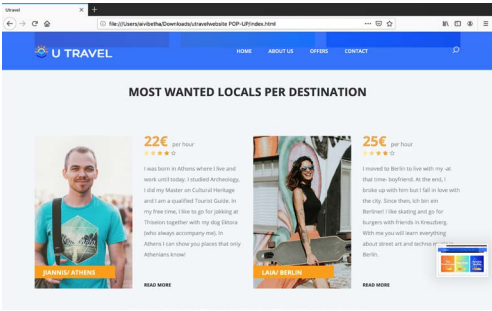 Utravel
file:///Users/eivibetha/Downloads/utravelwebsite POP-UP/index.html
U TRAVEL
HOME ABOUT US OFFERS CONTACT
MOST WANTED LOCALS PER DESTINATION
22€ per hour
I was born in Athens where I live and
work until today. I studied Archeology,
I did my Master on Cultural Heritage
and I am a qualified Tourist Guide. In
my free time, I like to go for jokking at
Thission together with my dog Ektora
(who always accompany me). In
Athens I can show you places that only
Athenians know!
JIANNIS/ ATHENS
READ MORE
25€ per hour
I moved to Berlin to live with my -at
that time- boyfriend. At the end, I
broke up with him but I fall in love with
the city. Since then, Ich bin ein
Berliner! I like skating and go for
burgers with friends in Kreuzberg.
With me you will learn everything
about street art and techno
Berlin.
LAIA/ BERLIN
READ MORE